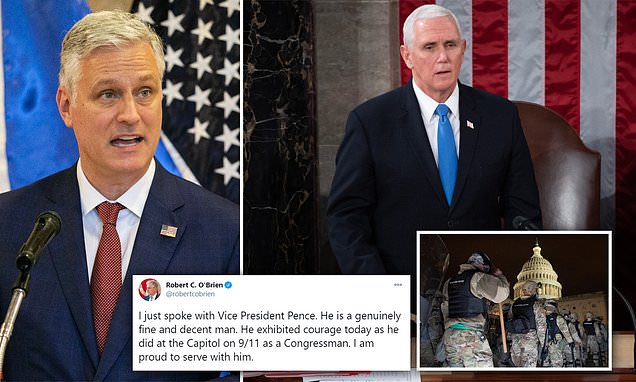 Robert C. O'Brien
@robertcobrien
I just spoke with Vice President Pence. He is a genuinely
fine and decent man. He exhibited courage today as he
did at the Capitol on 9/11 as a Congressman. I am
proud to serve with him.